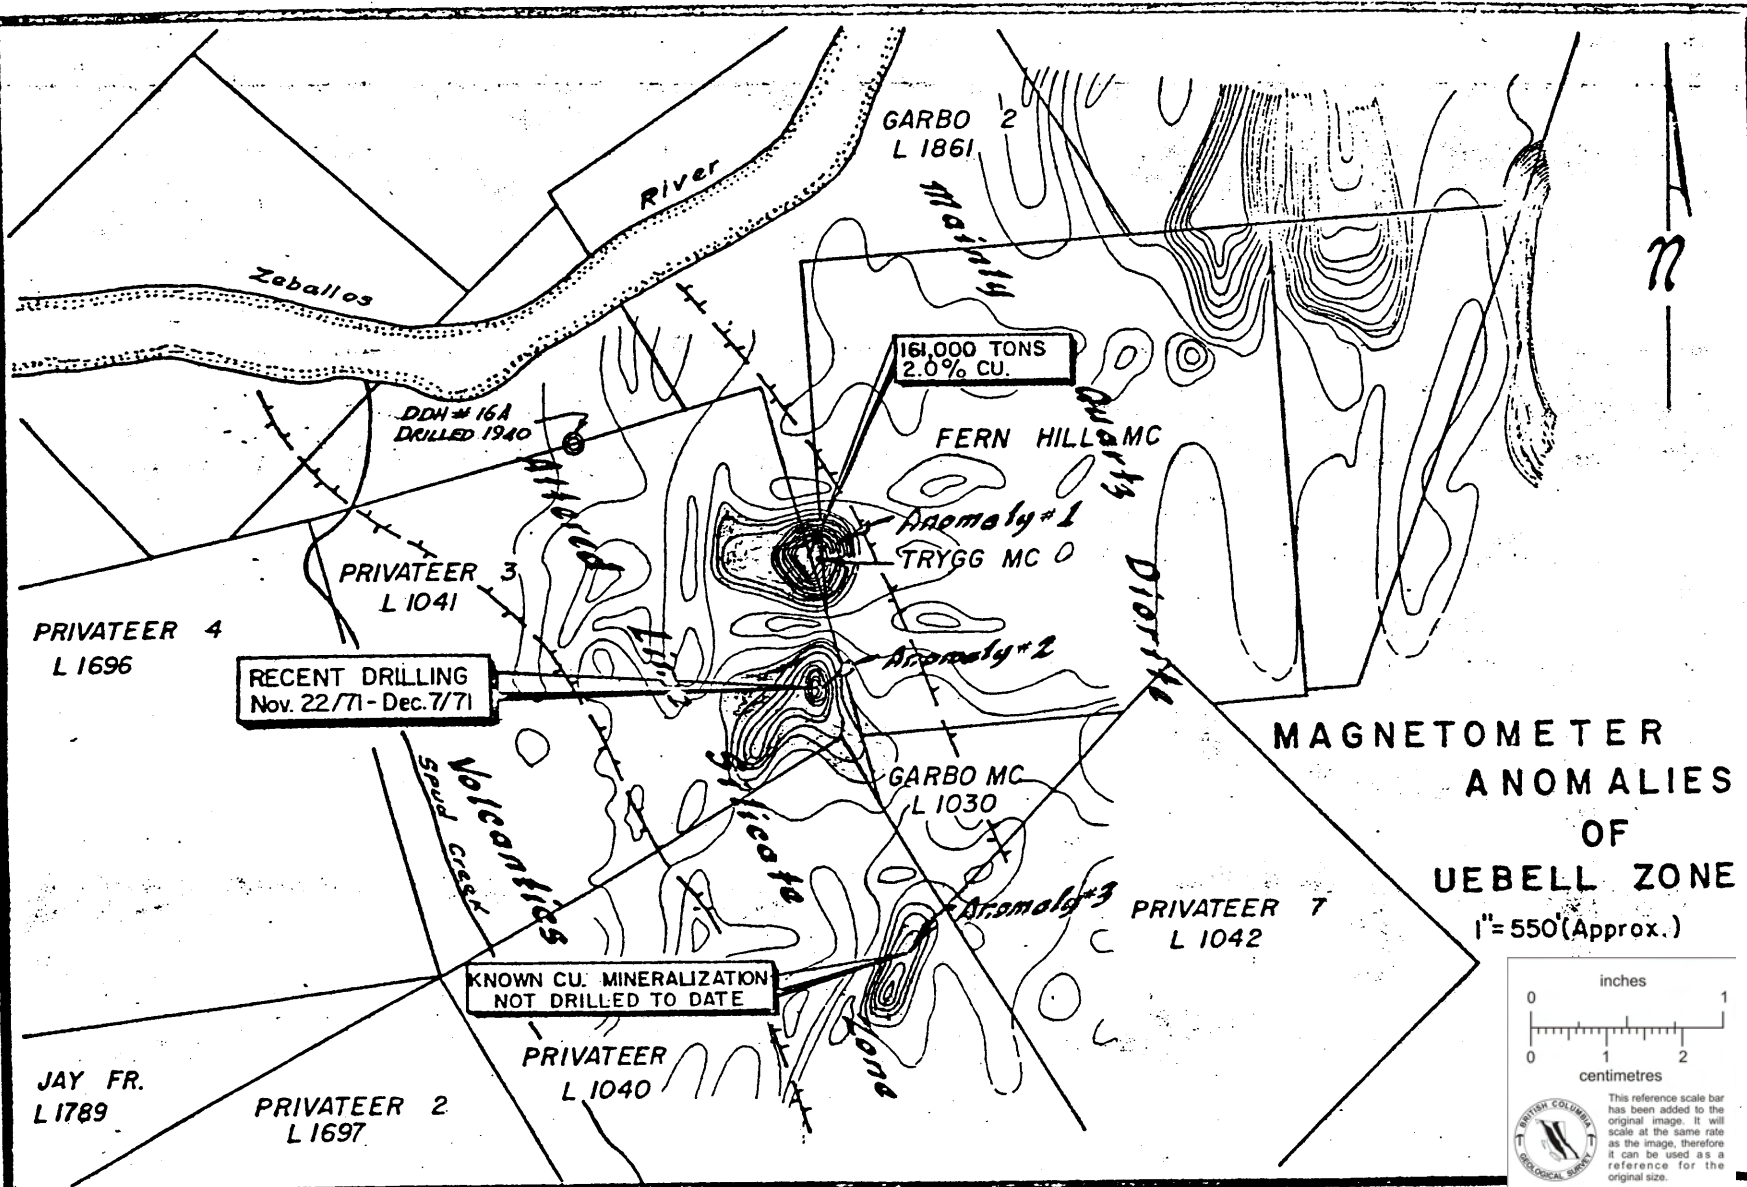 GARBO 2
L 1861
River
Zeballos
Mainly
Quartz
Diorite
N
161,000 TONS
2.0% CU.
DDH # 16A
DRILLED 1940
FERN HILL MC
Altered
Volcanics
Anomaly #1
TRYGG MC
PRIVATEER 3
L 1041
PRIVATEER 4
L 1696
Lime
Silicate
Zone
Anomaly #2
RECENT DRILLING
Nov. 22/71 - Dec. 7/71
Spud Creek
GARBO MC
L 1030
MAGNETOMETER
ANOMALIES
OF
UEBELL ZONE
1"= 550'(Approx.)
Anomaly #3
PRIVATEER 7
L 1042
KNOWN CU. MINERALIZATION
NOT DRILLED TO DATE
PRIVATEER
L 1040
JAY FR.
L 1789
PRIVATEER 2
L 1697
inches
0 1
0 1 2
centimetres
BRITISH COLUMBIA
GEOLOGICAL SURVEY
This reference scale bar
has been added to the
original image. It will
scale at the same rate
as the image, therefore
it can be used as a
reference for the
original size.